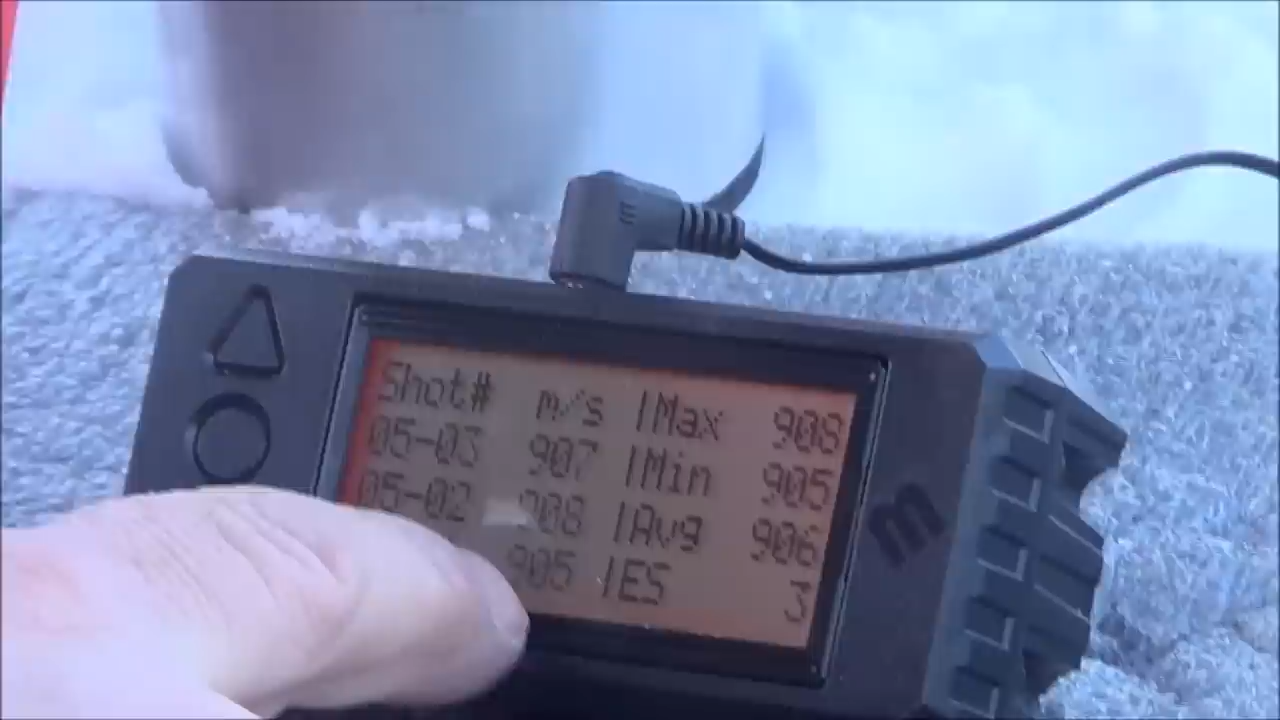 Shot# m/s |Max 908
05-03 907 |Min 905
05-02 908 |Avg 906
905 |ES 3
m
m